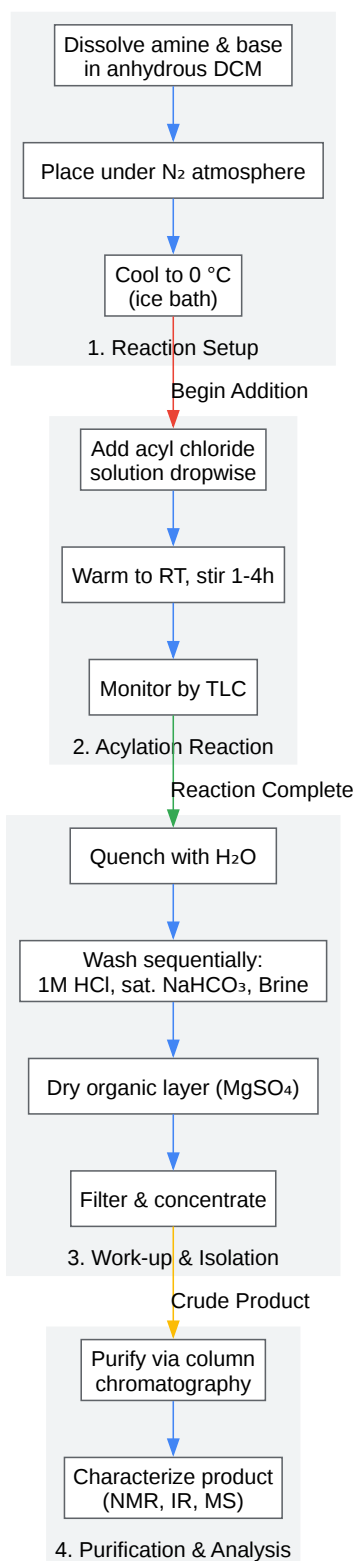 Dissolve amine & base
in anhydrous DCM
Place under N₂ atmosphere
Cool to 0 °C
(ice bath)
1. Reaction Setup
Begin Addition
Add acyl chloride
solution dropwise
Warm to RT, stir 1-4h
Monitor by TLC
2. Acylation Reaction
Reaction Complete
Quench with H₂O
Wash sequentially:
1M HCl, sat. NaHCO₃, Brine
Dry organic layer (MgSO₄)
Filter & concentrate
3. Work-up & Isolation
Crude Product
Purify via column
chromatography
Characterize product
(NMR, IR, MS)
4. Purification & Analysis